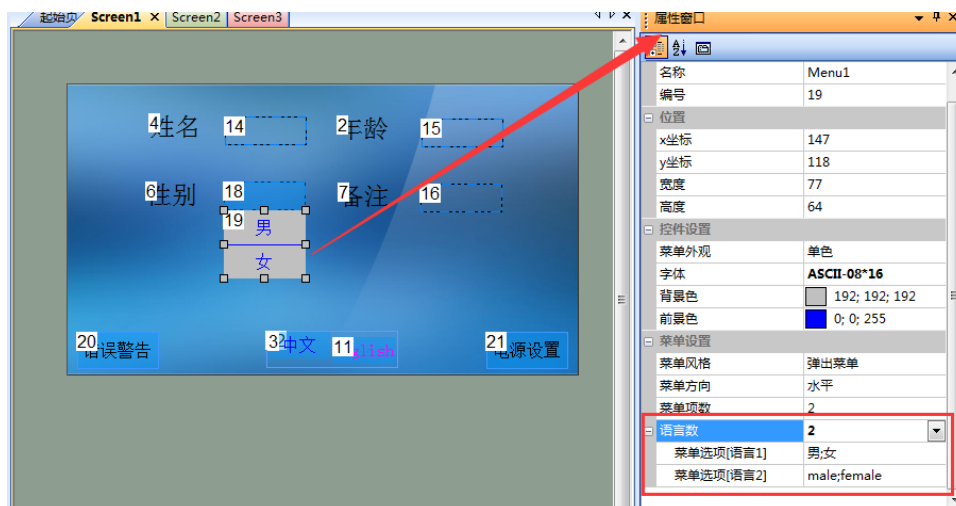 起始页 Screen1 × Screen2 Screen3
4 姓名 14 2 年龄 15
6 性别 18 7 备注 16
19 男
女
20 错误警告 3 2 中文 11 English 21 电源设置
属性窗口
名称 Menu1
编号 19
位置
x坐标 147
y坐标 118
宽度 77
高度 64
控件设置
菜单外观 单色
字体 ASCII-08*16
背景色 192; 192; 192
前景色 0; 0; 255
菜单设置
菜单风格 弹出菜单
菜单方向 水平
菜单项数 2
语言数 2
菜单选项[语言1] 男;女
菜单选项[语言2] male;female